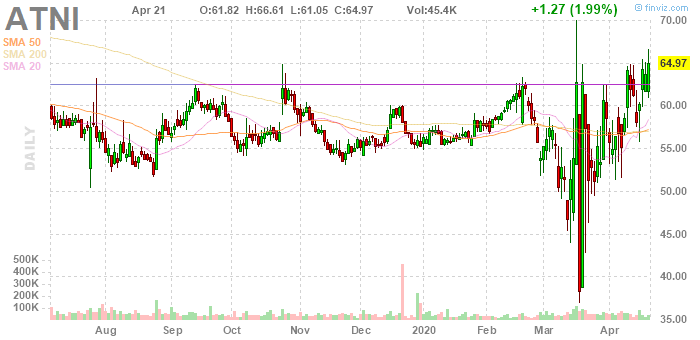 ATNI
Apr 21 O:61.82 H:66.61 L:61.05 C:64.97 Vol:45.4K +1.27 (1.99%)
© finviz.com
SMA 50
SMA 200
SMA 20
DAILY
70.00
64.97
60.00
55.00
50.00
45.00
40.00
35.00
500K
400K
300K
200K
100K
Aug Sep Oct Nov Dec 2020 Feb Mar Apr